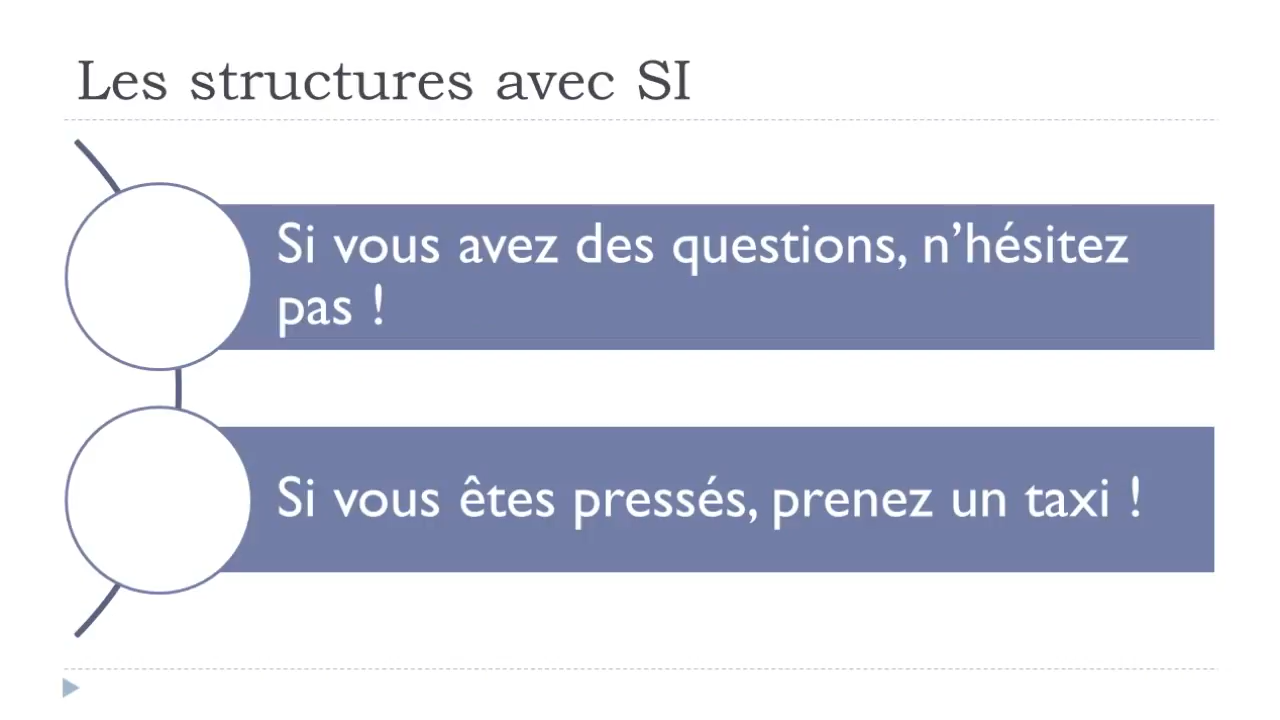 Les structures avec SI
Si vous avez des questions, n’hésitez
pas !
Si vous êtes pressés, prenez un taxi !